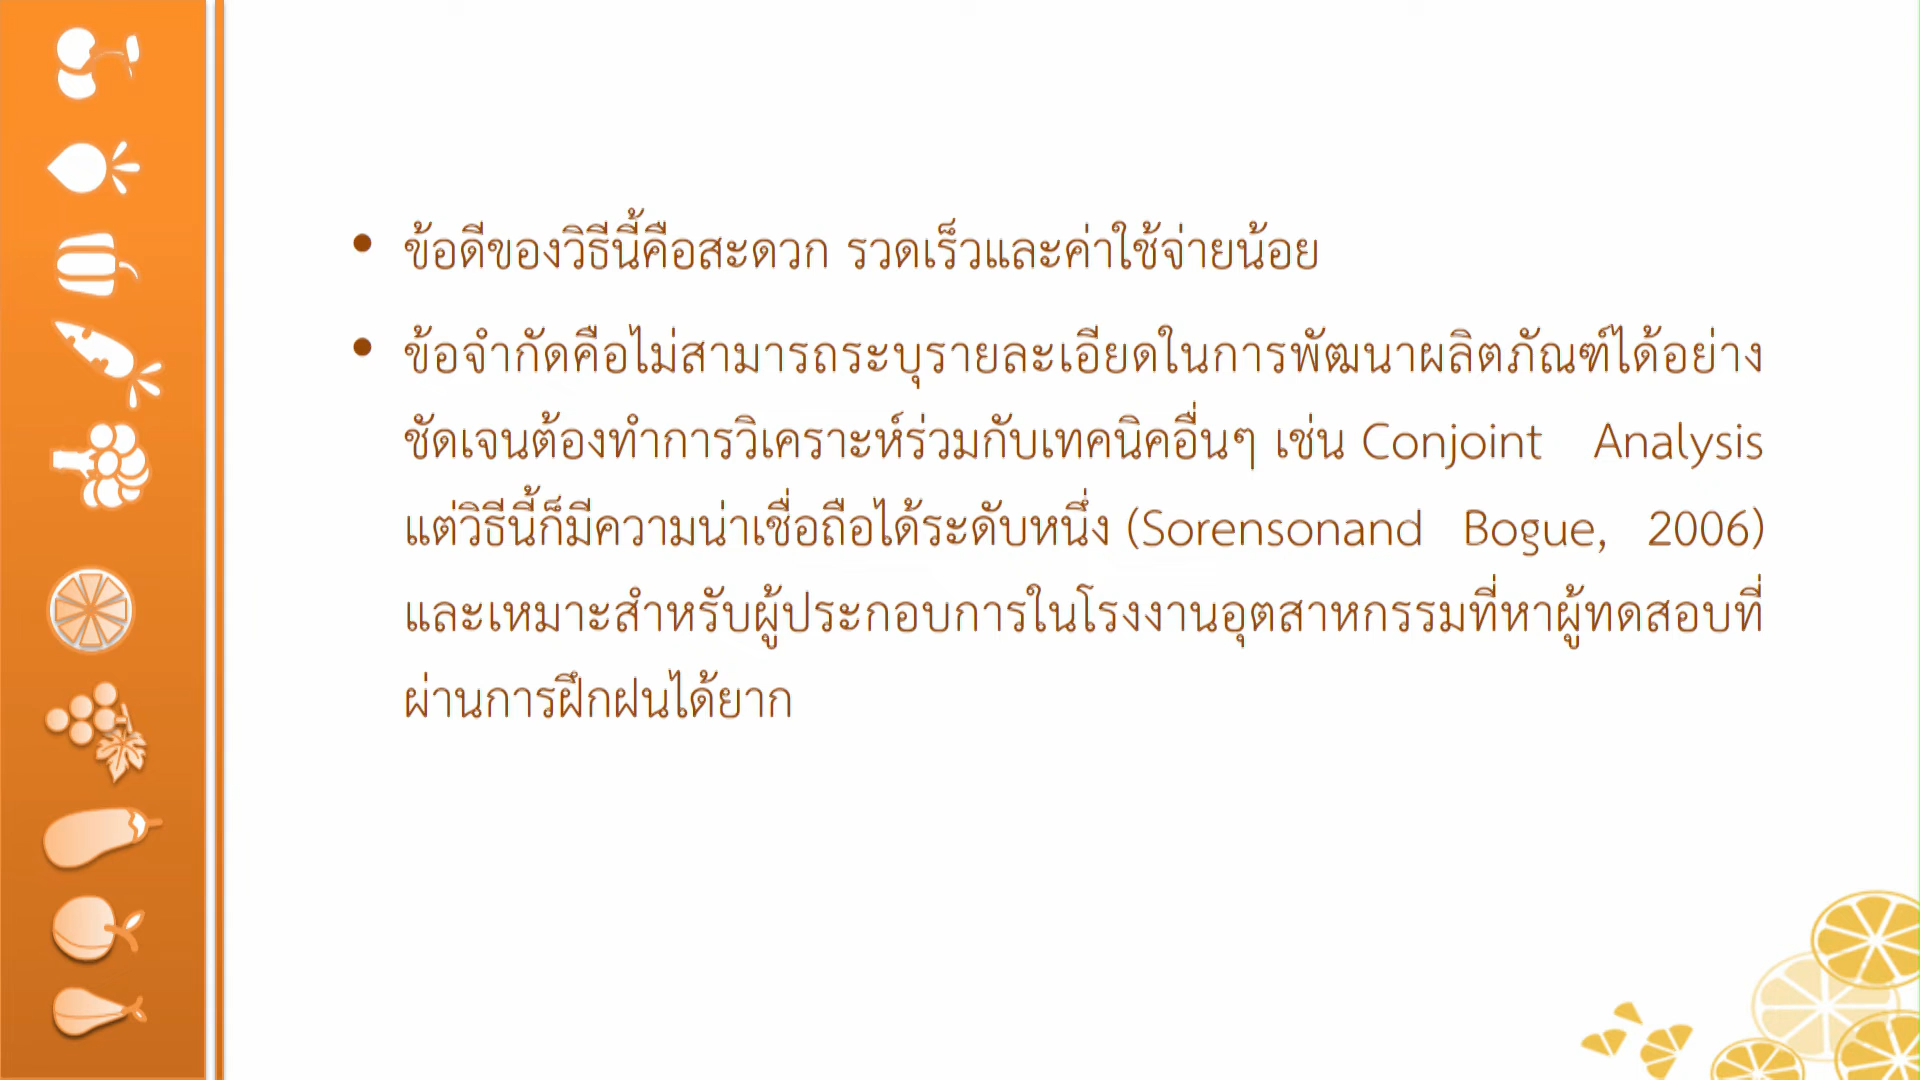 • ข้อดีของวิธีนี้คือสะดวก รวดเร็วและค่าใช้จ่ายน้อย
• ข้อจำกัดคือไม่สามารถระบุรายละเอียดในการพัฒนาผลิตภัณฑ์ได้อย่าง
ชัดเจนต้องทำการวิเคราะห์ร่วมกับเทคนิคอื่นๆ เช่น Conjoint Analysis
แต่วิธีนี้ก็มีความน่าเชื่อถือได้ระดับหนึ่ง (Sorensonand Bogue, 2006)
และเหมาะสำหรับผู้ประกอบการในโรงงานอุตสาหกรรมที่หาผู้ทดสอบที่
ผ่านการฝึกฝนได้ยาก